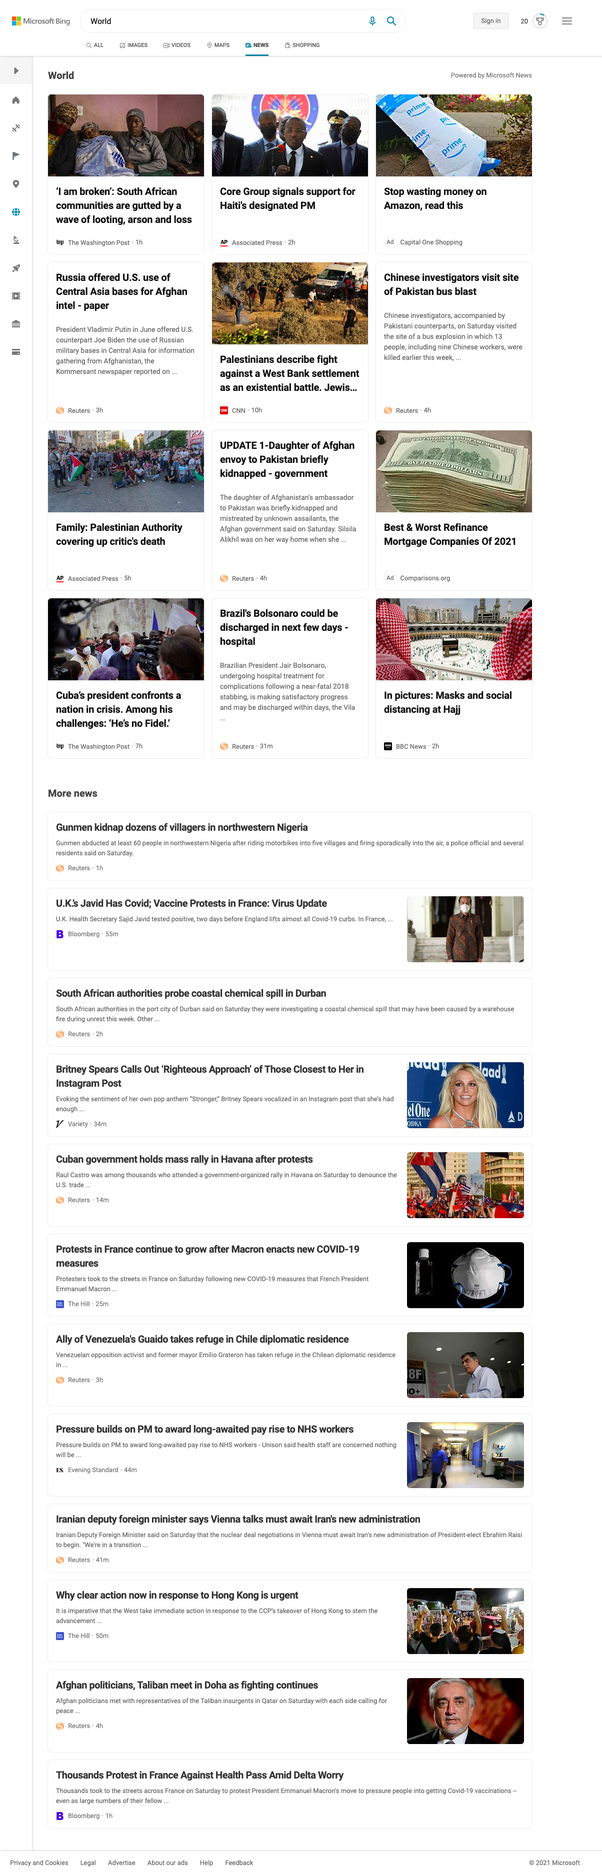 Microsoft Bing
World
Sign in
20
ALL
IMAGES
VIDEOS
MAPS
NEWS
SHOPPING
World
Powered by Microsoft News
'I am broken': South African
communities are gutted by a
wave of looting, arson and loss
wp The Washington Post · 1h
Core Group signals support for
Haiti's designated PM
AP Associated Press · 2h
prime
prime
prime
Stop wasting money on
Amazon, read this
Ad Capital One Shopping
Russia offered U.S. use of
Central Asia bases for Afghan
intel - paper
President Vladimir Putin in June offered U.S.
counterpart Joe Biden the use of Russian
military bases in Central Asia for information
gathering from Afghanistan, the
Kommersant newspaper reported on ...
Reuters · 3h
Palestinians describe fight
against a West Bank settlement
as an existential battle. Jewis...
CNN · 10h
Chinese investigators visit site
of Pakistan bus blast
Chinese investigators, accompanied by
Pakistani counterparts, on Saturday visited
the site of a bus explosion in which 13
people, including nine Chinese workers, were
killed earlier this week, ...
Reuters · 4h
Family: Palestinian Authority
covering up critic's death
AP Associated Press · 5h
UPDATE 1-Daughter of Afghan
envoy to Pakistan briefly
kidnapped - government
The daughter of Afghanistan's ambassador
to Pakistan was briefly kidnapped and
mistreated by unknown assailants, the
Afghan government said on Saturday. Silsila
Alikhil was on her way home when she ...
Reuters · 4h
Best & Worst Refinance
Mortgage Companies Of 2021
Ad Comparisons.org
Cuba's president confronts a
nation in crisis. Among his
challenges: 'He's no Fidel.'
wp The Washington Post · 7h
Brazil's Bolsonaro could be
discharged in next few days -
hospital
Brazilian President Jair Bolsonaro,
undergoing hospital treatment for
complications following a near-fatal 2018
stabbing, is making satisfactory progress
and may be discharged within days, the Vila
...
Reuters · 31m
In pictures: Masks and social
distancing at Hajj
BBC News · 2h
More news
Gunmen kidnap dozens of villagers in northwestern Nigeria
Gunmen abducted at least 60 people in northwestern Nigeria after riding motorbikes into five villages and firing sporadically into the air, a police official and several
residents said on Saturday.
Reuters · 1h
U.K.'s Javid Has Covid; Vaccine Protests in France: Virus Update
U.K. Health Secretary Sajid Javid tested positive, two days before England lifts almost all Covid-19 curbs. In France, ...
B Bloomberg · 55m
South African authorities probe coastal chemical spill in Durban
South African authorities in the port city of Durban said on Saturday they were investigating a coastal chemical spill that may have been caused by a warehouse
fire during unrest this week. Other ...
Reuters · 2h
Britney Spears Calls Out 'Righteous Approach' of Those Closest to Her in
Instagram Post
Evoking the sentiment of her own pop anthem "Stronger," Britney Spears vocalized in an Instagram post that she's had
enough ...
V Variety · 34m
Cuban government holds mass rally in Havana after protests
Raul Castro was among thousands who attended a government-organized rally in Havana on Saturday to denounce the
U.S. trade ...
Reuters · 14m
Protests in France continue to grow after Macron enacts new COVID-19
measures
Protesters took to the streets in France on Saturday following new COVID-19 measures that French President
Emmanuel Macron ...
The Hill · 25m
Ally of Venezuela's Guaido takes refuge in Chile diplomatic residence
Venezuelan opposition activist and former mayor Emilio Grateron has taken refuge in the Chilean diplomatic residence
in ...
Reuters · 3h
Pressure builds on PM to award long-awaited pay rise to NHS workers
Pressure builds on PM to award long-awaited pay rise to NHS workers - Unison said health staff are concerned nothing
will be ...
ES. Evening Standard · 44m
Iranian deputy foreign minister says Vienna talks must await Iran's new administration
Iranian Deputy Foreign Minister said on Saturday that the nuclear deal negotiations in Vienna must await Iran's new administration of President-elect Ebrahim Raisi
to begin. "We're in a transition ...
Reuters · 41m
Why clear action now in response to Hong Kong is urgent
It is imperative that the West take immediate action in response to the CCP's takeover of Hong Kong to stem the
advancement ...
The Hill · 50m
Afghan politicians, Taliban meet in Doha as fighting continues
Afghan politicians met with representatives of the Taliban insurgents in Qatar on Saturday with each side calling for
peace ...
Reuters · 4h
Thousands Protest in France Against Health Pass Amid Delta Worry
Thousands took to the streets across France on Saturday to protest President Emmanuel Macron's move to pressure people into getting Covid-19 vaccinations –
even as large numbers of their fellow ...
B Bloomberg · 1h
Privacy and Cookies
Legal
Advertise
About our ads
Help
Feedback
© 2021 Microsoft